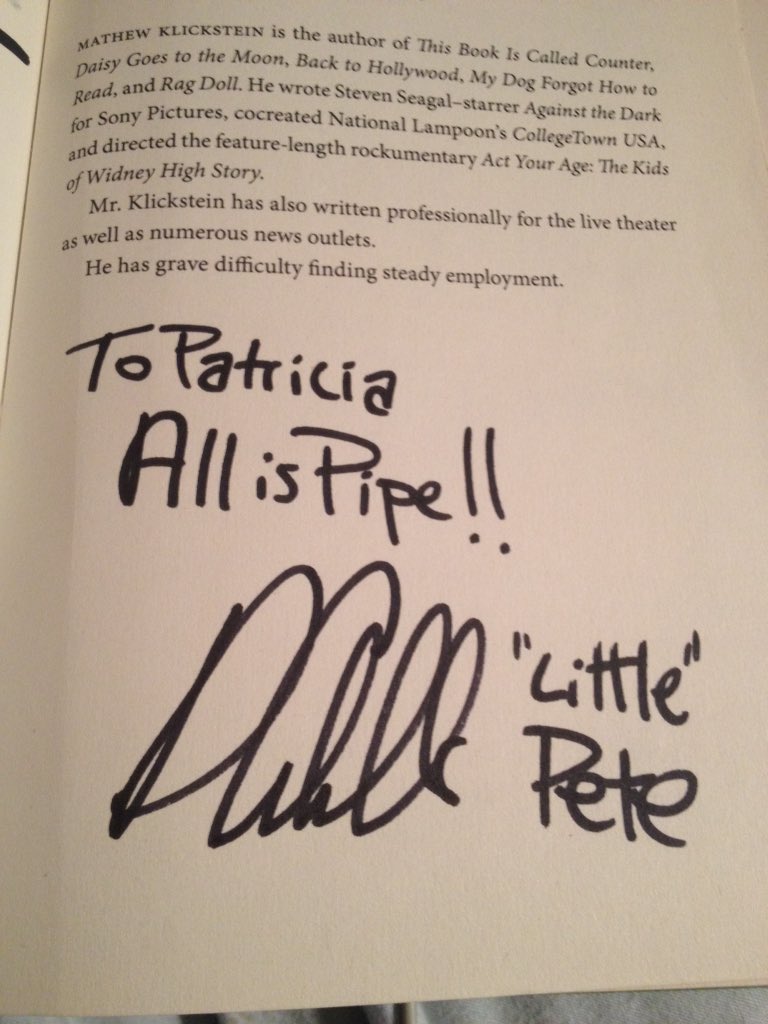 MATHEW KLICKSTEIN is the author of This Book Is Called Counter,
Daisy Goes to the Moon, Back to Hollywood, My Dog Forgot How to
Read, and Rag Doll. He wrote Steven Seagal–starrer Against the Dark
for Sony Pictures, cocreated National Lampoon's CollegeTown USA,
and directed the feature-length rockumentary Act Your Age: The Kids
of Widney High Story.
Mr. Klickstein has also written professionally for the live theater
as well as numerous news outlets.
He has grave difficulty finding steady employment.
To Patricia
All is Pipe!!
"Little"
Pete